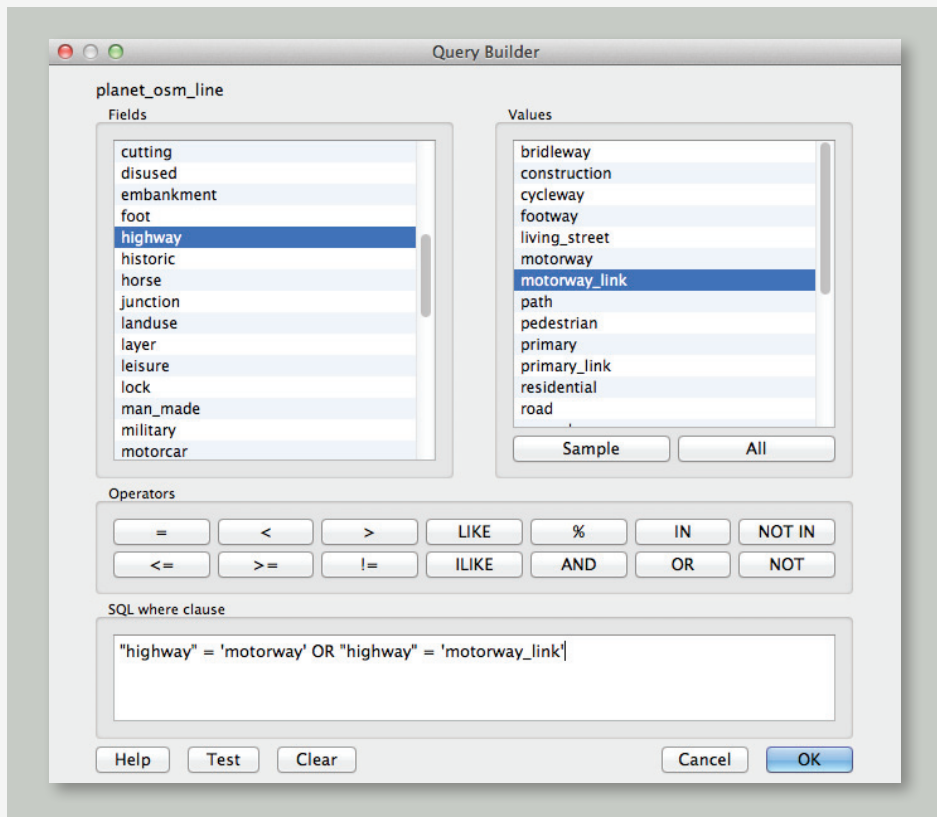 Query Builder
planet_osm_line
Fields
cutting
disused
embankment
foot
highway
historic
horse
junction
landuse
layer
leisure
lock
man_made
military
motorcar
Values
bridleway
construction
cycleway
footway
living_street
motorway
motorway_link
path
pedestrian
primary
primary_link
residential
road
Sample All
Operators
= < > LIKE % IN NOT IN
<= >= != ILIKE AND OR NOT
SQL where clause
"highway" = 'motorway' OR "highway" = 'motorway_link'
Help Test Clear Cancel OK